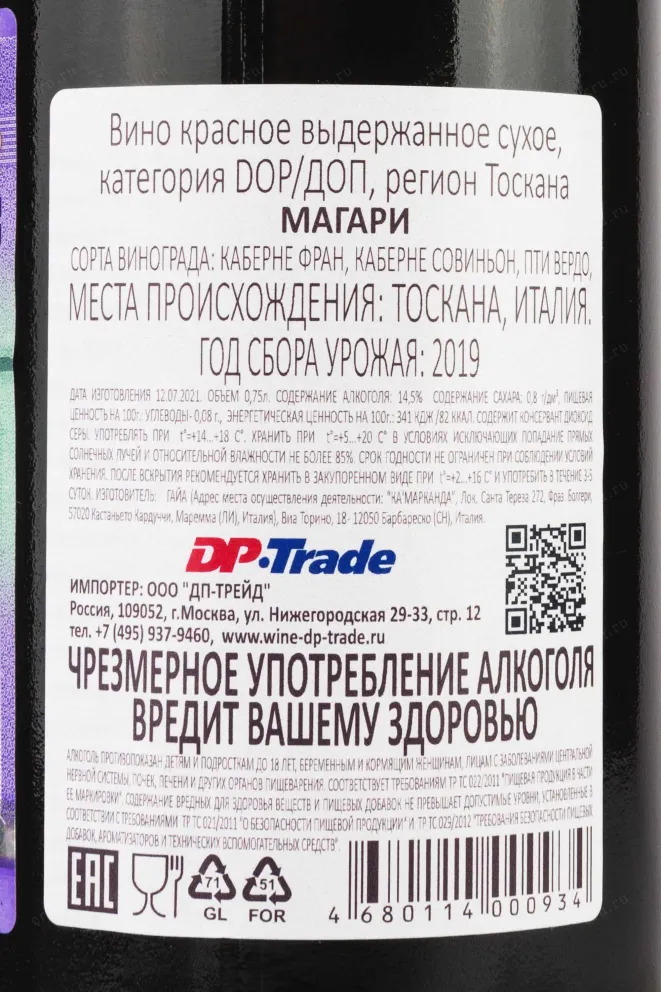 Вино красное выдержанное сухое,
категория DOP/ДОП, регион Тоскана
МАГАРИ
СОРТА ВИНОГРАДА: КАБЕРНЕ ФРАН, КАБЕРНЕ СОВИНЬОН, ПТИ ВЕРДО,
МЕСТА ПРОИСХОЖДЕНИЯ: ТОСКАНА, ИТАЛИЯ.
ГОД СБОРА УРОЖАЯ: 2019
ДАТА ИЗГОТОВЛЕНИЯ 12.07.2021. ОБЪЕМ 0,75л. СОДЕРЖАНИЕ АЛКОГОЛЯ: 14,5% СОДЕРЖАНИЕ САХАРА: 0,8 г/дм³. ПИЩЕВАЯ
ЦЕННОСТЬ НА 100г.: УГЛЕВОДЫ- 0,08 г., ЭНЕРГЕТИЧЕСКАЯ ЦЕННОСТЬ НА 100г.: 341 КДЖ /82 ККАЛ. СОДЕРЖИТ КОНСЕРВАНТ ДИОКСИД
СЕРЫ. УПОТРЕБЛЯТЬ ПРИ t°=+14...+18 С°. ХРАНИТЬ ПРИ t°=+5...+20 С° В УСЛОВИЯХ ИСКЛЮЧАЮЩИХ ПОПАДАНИЕ ПРЯМЫХ
СОЛНЕЧНЫХ ЛУЧЕЙ И ОТНОСИТЕЛЬНОЙ ВЛАЖНОСТИ НЕ БОЛЕЕ 85%. СРОК ГОДНОСТИ НЕ ОГРАНИЧЕН ПРИ СОБЛЮДЕНИИ УСЛОВИЙ
ХРАНЕНИЯ. ПОСЛЕ ВСКРЫТИЯ РЕКОМЕНДУЕТСЯ ХРАНИТЬ В ЗАКУПОРЕННОМ ВИДЕ ПРИ t°=+2...+16 С° И УПОТРЕБИТЬ В ТЕЧЕНИЕ 3-5
СУТОК. ИЗГОТОВИТЕЛЬ: ГАЙА (Адрес места осуществления деятельности: "КА'МАРКАНДА", Лок. Санта Тереза 272, Фраз. Болгери,
57020 Кастаньето Кардуччи, Маремма (ЛИ), Италия), Виа Торино, 18- 12050 Барбареско (CH), Италия.
DP·Trade
ИМПОРТЕР: ООО "ДП-ТРЕЙД"
Россия, 109052, г.Москва, ул. Нижегородская 29-33, стр. 12
тел. +7 (495) 937-9460, www.wine-dp-trade.ru
ЧРЕЗМЕРНОЕ УПОТРЕБЛЕНИЕ АЛКОГОЛЯ
ВРЕДИТ ВАШЕМУ ЗДОРОВЬЮ
АЛКОГОЛЬ ПРОТИВОПОКАЗАН ДЕТЯМ И ПОДРОСТКАМ ДО 18 ЛЕТ, БЕРЕМЕННЫМ И КОРМЯЩИМ ЖЕНЩИНАМ, ЛИЦАМ С ЗАБОЛЕВАНИЯМИ ЦЕНТРАЛЬНОЙ
НЕРВНОЙ СИСТЕМЫ, ПОЧЕК, ПЕЧЕНИ И ДРУГИХ ОРГАНОВ ПИЩЕВАРЕНИЯ. СООТВЕТСТВУЕТ ТРЕБОВАНИЯМ ТР ТС 022/2011 "ПИЩЕВАЯ ПРОДУКЦИЯ В ЧАСТИ
ЕЕ МАРКИРОВКИ". СОДЕРЖАНИЕ ВРЕДНЫХ ДЛЯ ЗДОРОВЬЯ ВЕЩЕСТВ И ПИЩЕВЫХ ДОБАВОК НЕ ПРЕВЫШАЕТ ДОПУСТИМЫЕ УРОВНИ, УСТАНОВЛЕННЫЕ В
СООТВЕТСТВИИ С ТРЕБОВАНИЯМИ ТР ТС 021/2011 "О БЕЗОПАСНОСТИ ПИЩЕВОЙ ПРОДУКЦИИ" И ТР ТС 023/2012 "ТРЕБОВАНИЯ БЕЗОПАСНОСТИ ПИЩЕВЫХ
ДОБАВОК, АРОМАТИЗАТОРОВ И ТЕХНИЧЕСКИХ ВСПОМОГАТЕЛЬНЫХ СРЕДСТВ".
EAC 71 GL 51 FOR 4 680114 000934